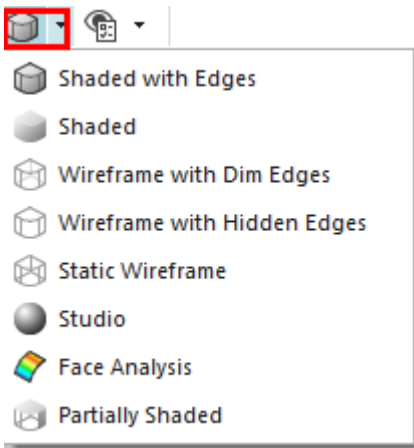 Shaded with Edges
Shaded
Wireframe with Dim Edges
Wireframe with Hidden Edges
Static Wireframe
Studio
Face Analysis
Partially Shaded